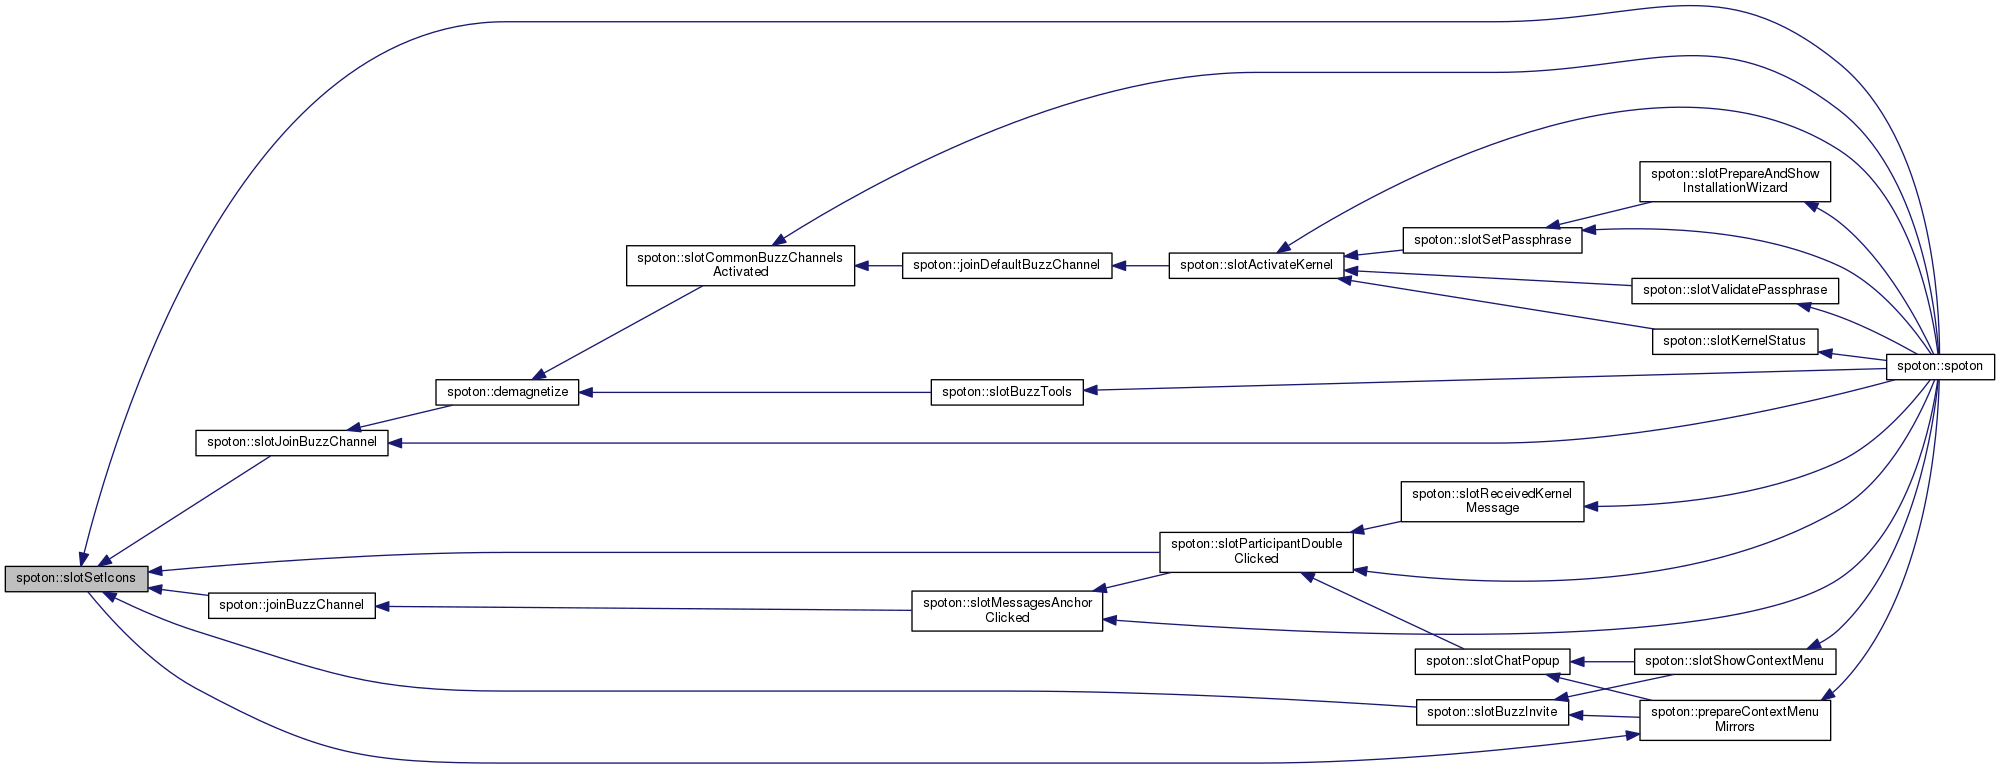 spoton::slotPrepareAndShow
InstallationWizard
spoton::slotSetPassphrase
spoton::slotCommonBuzzChannels
Activated
spoton::joinDefaultBuzzChannel
spoton::slotActivateKernel
spoton::slotValidatePassphrase
spoton::slotKernelStatus
spoton::spoton
spoton::demagnetize
spoton::slotBuzzTools
spoton::slotJoinBuzzChannel
spoton::slotReceivedKernel
Message
spoton::slotParticipantDouble
Clicked
spoton::slotSetIcons
spoton::joinBuzzChannel
spoton::slotMessagesAnchor
Clicked
spoton::slotChatPopup
spoton::slotShowContextMenu
spoton::slotBuzzInvite
spoton::prepareContextMenu
Mirrors